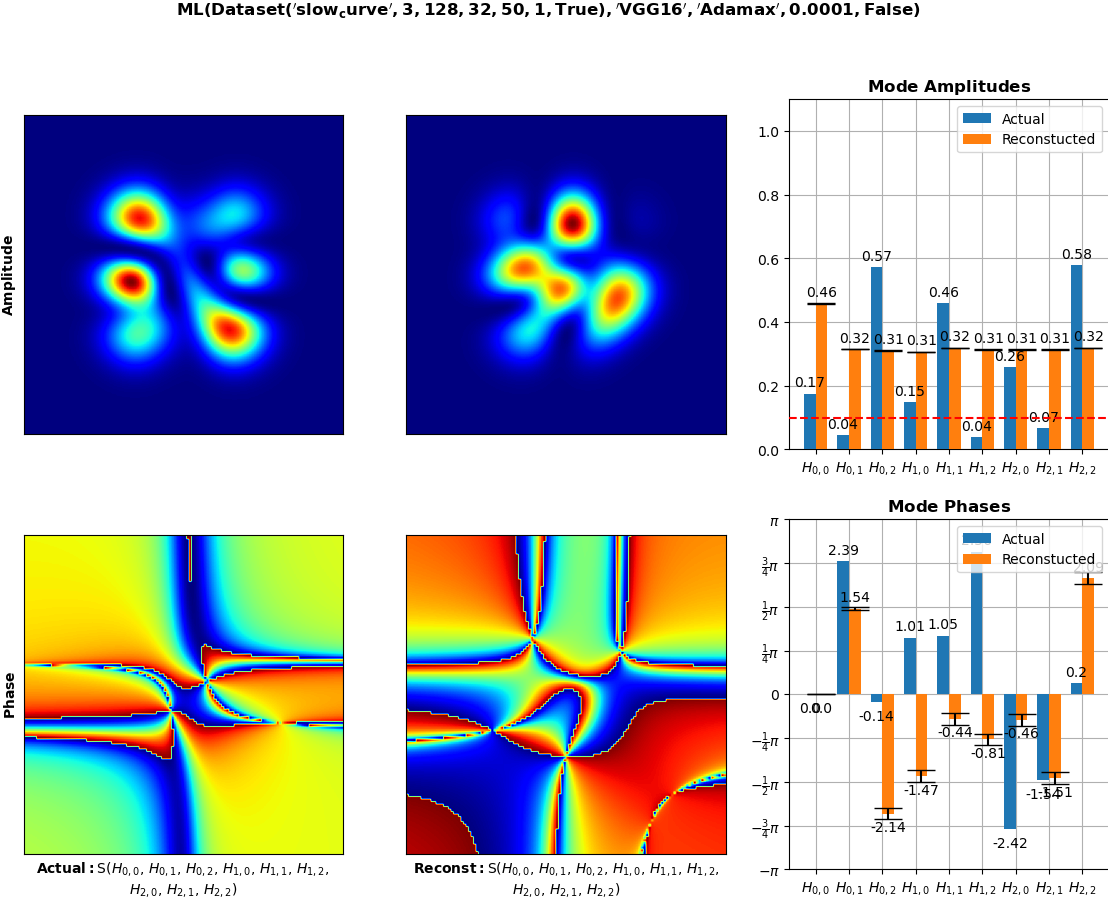 ML(Dataset('slow_curve', 3, 128, 32, 50, 1, True), 'VGG16', 'Adamax', 0.0001, False)
Amplitude
Mode Amplitudes
Actual
Reconstucted
1.0
0.8
0.6
0.4
0.2
0.0
0.17 0.04 0.57 0.15 0.46 0.04 0.26 0.07 0.58
0.46 0.32 0.31 0.31 0.32 0.31 0.31 0.31 0.32
H0,0 H0,1 H0,2 H1,0 H1,1 H1,2 H2,0 H2,1 H2,2
Phase
Actual: S(H0,0, H0,1, H0,2, H1,0, H1,1, H1,2,
H2,0, H2,1, H2,2)
Reconst: S(H0,0, H0,1, H0,2, H1,0, H1,1, H1,2,
H2,0, H2,1, H2,2)
Mode Phases
Actual
Reconstucted
π
3/4π
1/2π
1/4π
0
−1/4π
−1/2π
−3/4π
−π
0.0 2.39 -0.14 1.01 1.05 -2.42 -1.54 0.2
0.0 1.54 -2.14 -1.47 -0.44 -0.81 -0.46 -1.51
H0,0 H0,1 H0,2 H1,0 H1,1 H1,2 H2,0 H2,1 H2,2